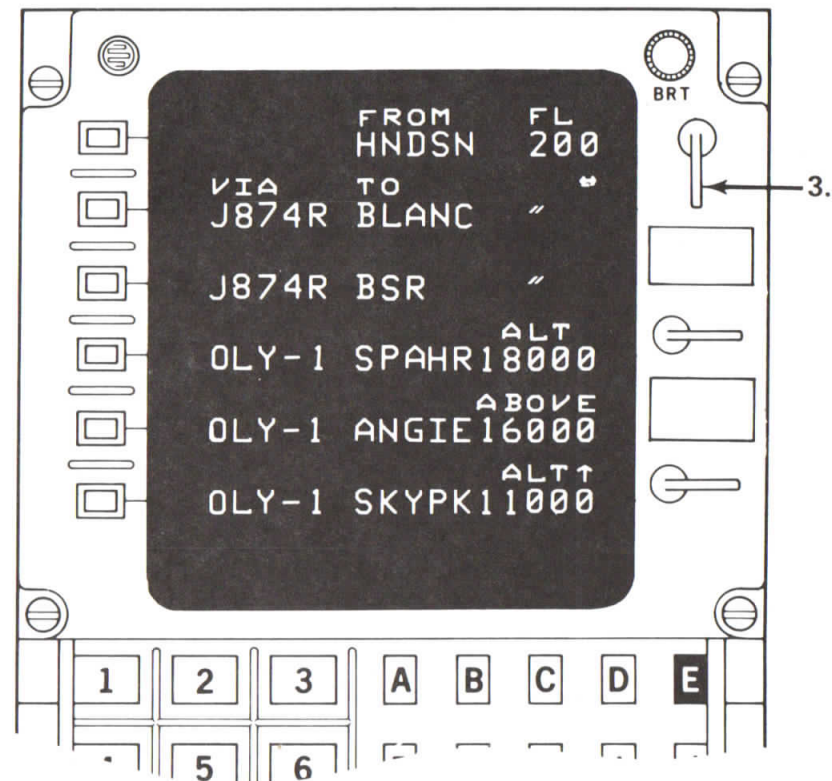 BRT
FROM FL
HNDSN 200
3.
VIA TO
J874R BLANC "
J874R BSR "
ALT
OLY-1 SPAHR18000
ABOVE
OLY-1 ANGIE16000
ALT↑
OLY-1 SKYPK11000
1 2 3 A B C D E
5 6